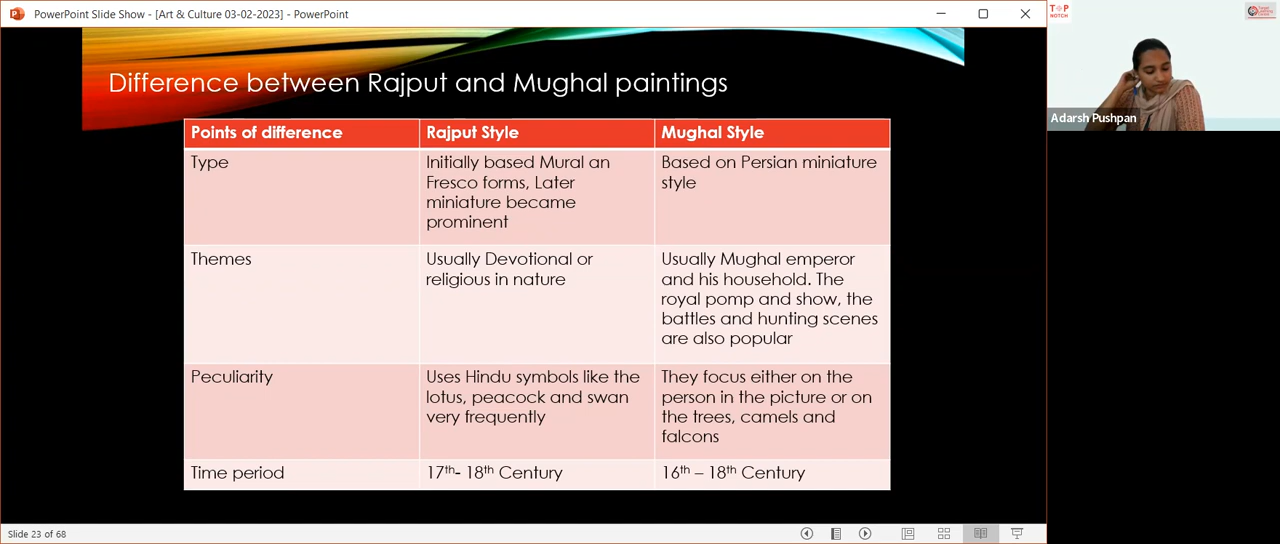 PowerPoint Slide Show - [Art & Culture 03-02-2023] - PowerPoint
T P
NOTCH
Adarsh Pushpan
Difference between Rajput and Mughal paintings
Points of difference
Rajput Style
Mughal Style
Type
Initially based Mural an
Fresco forms, Later
miniature became
prominent
Based on Persian miniature
style
Themes
Usually Devotional or
religious in nature
Usually Mughal emperor
and his household. The
royal pomp and show, the
battles and hunting scenes
are also popular
Peculiarity
Uses Hindu symbols like the
lotus, peacock and swan
very frequently
They focus either on the
person in the picture or on
the trees, camels and
falcons
Time period
17th- 18th Century
16th – 18th Century
Slide 23 of 68